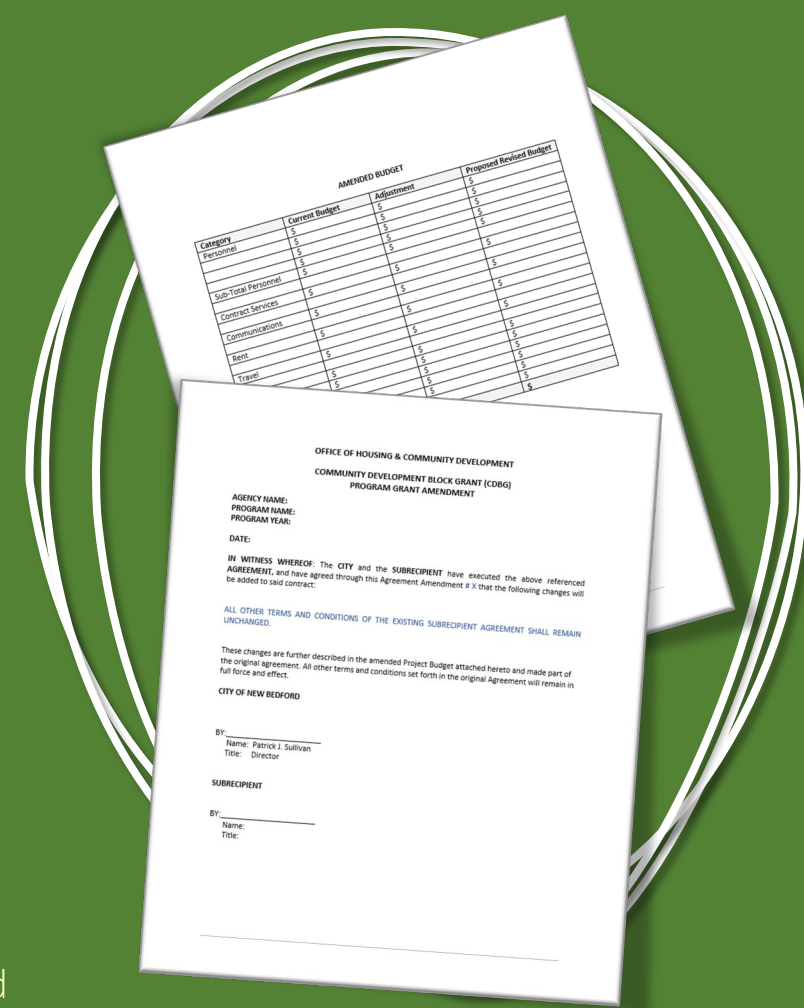 AMENDED BUDGET
Category Current Budget Adjustment Proposed Revised Budget
Personnel $ $ $
$ $ $
$ $ $
$ $ $
Sub-Total Personnel $ $ $
Contract Services $ $ $
Communications $ $ $
Rent $ $ $
Travel $ $ $
$ $ $
$ $
$ $
$
$
OFFICE OF HOUSING & COMMUNITY DEVELOPMENT
COMMUNITY DEVELOPMENT BLOCK GRANT (CDBG)
PROGRAM GRANT AMENDMENT
AGENCY NAME:
PROGRAM NAME:
PROGRAM YEAR:
DATE:
IN WITNESS WHEREOF: The CITY and the SUBRECIPIENT have executed the above referenced
AGREEMENT, and have agreed through this Agreement Amendment # X that the following changes will
be added to said contract:
ALL OTHER TERMS AND CONDITIONS OF THE EXISTING SUBRECIPIENT AGREEMENT SHALL REMAIN
UNCHANGED.
These changes are further described in the amended Project Budget attached hereto and made part of
the original agreement. All other terms and conditions set forth in the original Agreement will remain in
full force and effect.
CITY OF NEW BEDFORD
BY:
Name: Patrick J. Sullivan
Title: Director
SUBRECIPIENT
BY:
Name:
Title: